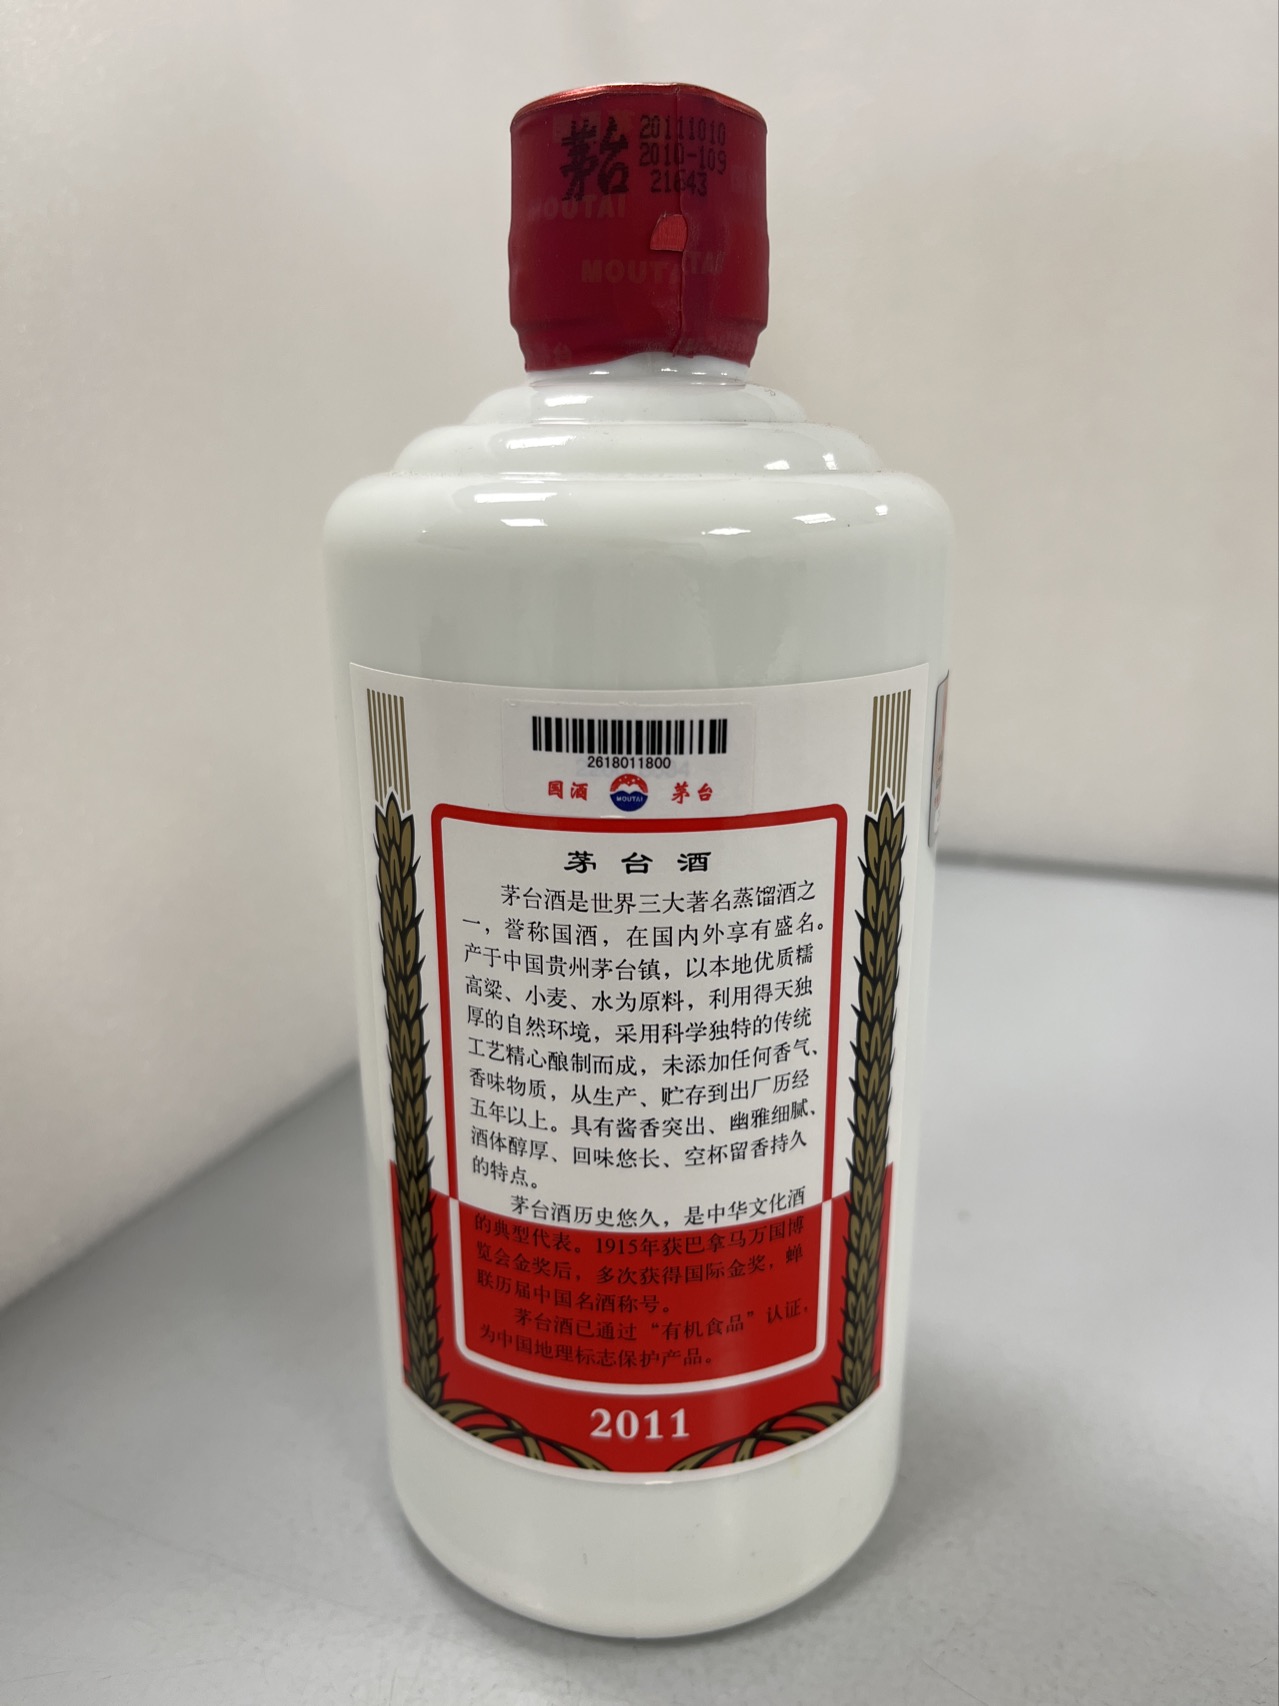 茅台
20111010
2010-109
21643
MOUTAI
MOUTAI
2618011800
国酒
MOUTAI
茅台
茅台酒
茅台酒是世界三大著名蒸馏酒之
一，誉称国酒，在国内外享有盛名。
产于中国贵州茅台镇，以本地优质糯
高粱、小麦、水为原料，利用得天独
厚的自然环境，采用科学独特的传统
工艺精心酿制而成，未添加任何香气、
香味物质，从生产、贮存到出厂历经
五年以上。具有酱香突出、幽雅细腻、
酒体醇厚、回味悠长、空杯留香持久
的特点。
茅台酒历史悠久，是中华文化酒
的典型代表。1915年获巴拿马万国博
览会金奖后，多次获得国际金奖，蝉
联历届中国名酒称号。
茅台酒已通过“有机食品”认证，
为中国地理标志保护产品。
2011